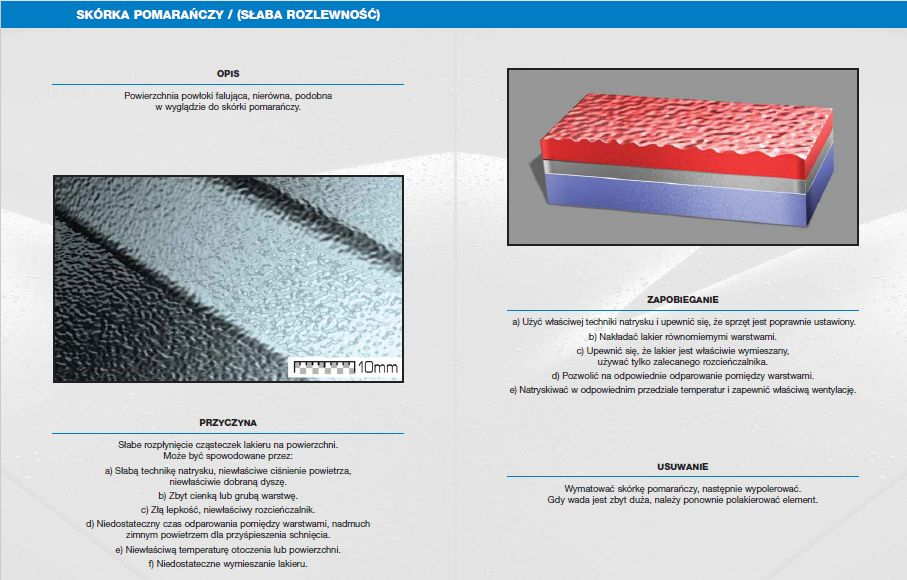 SKÓRKA POMARAŃCZY / (SŁABA ROZLEWNOŚĆ)
OPIS
Powierzchnia powłoki falująca, nierówna, podobna
w wyglądzie do skórki pomarańczy.
10mm
PRZYCZYNA
Słabe rozpłynięcie cząsteczek lakieru na powierzchni.
Może być spowodowane przez:
a) Słabą technikę natrysku, niewłaściwe ciśnienie powietrza,
niewłaściwie dobraną dyszę.
b) Zbyt cienką lub grubą warstwę.
c) Złą lepkość, niewłaściwy rozcieńczalnik.
d) Niedostateczny czas odparowania pomiędzy warstwami, nadmuch
zimnym powietrzem dla przyśpieszenia schnięcia.
e) Niewłaściwą temperaturę otoczenia lub powierzchni.
f) Niedostateczne wymieszanie lakieru.
ZAPOBIEGANIE
a) Użyć właściwej techniki natrysku i upewnić się, że sprzęt jest poprawnie ustawiony.
b) Nakładać lakier równomiernymi warstwami.
c) Upewnić się, że lakier jest właściwie wymieszany,
używać tylko zalecanego rozcieńczalnika.
d) Pozwolić na odpowiednie odparowanie pomiędzy warstwami.
e) Natryskiwać w odpowiednim przedziale temperatur i zapewnić właściwą wentylację.
USUWANIE
Wymatować skórkę pomarańczy, następnie wypolerować.
Gdy wada jest zbyt duża, należy ponownie polakierować element.